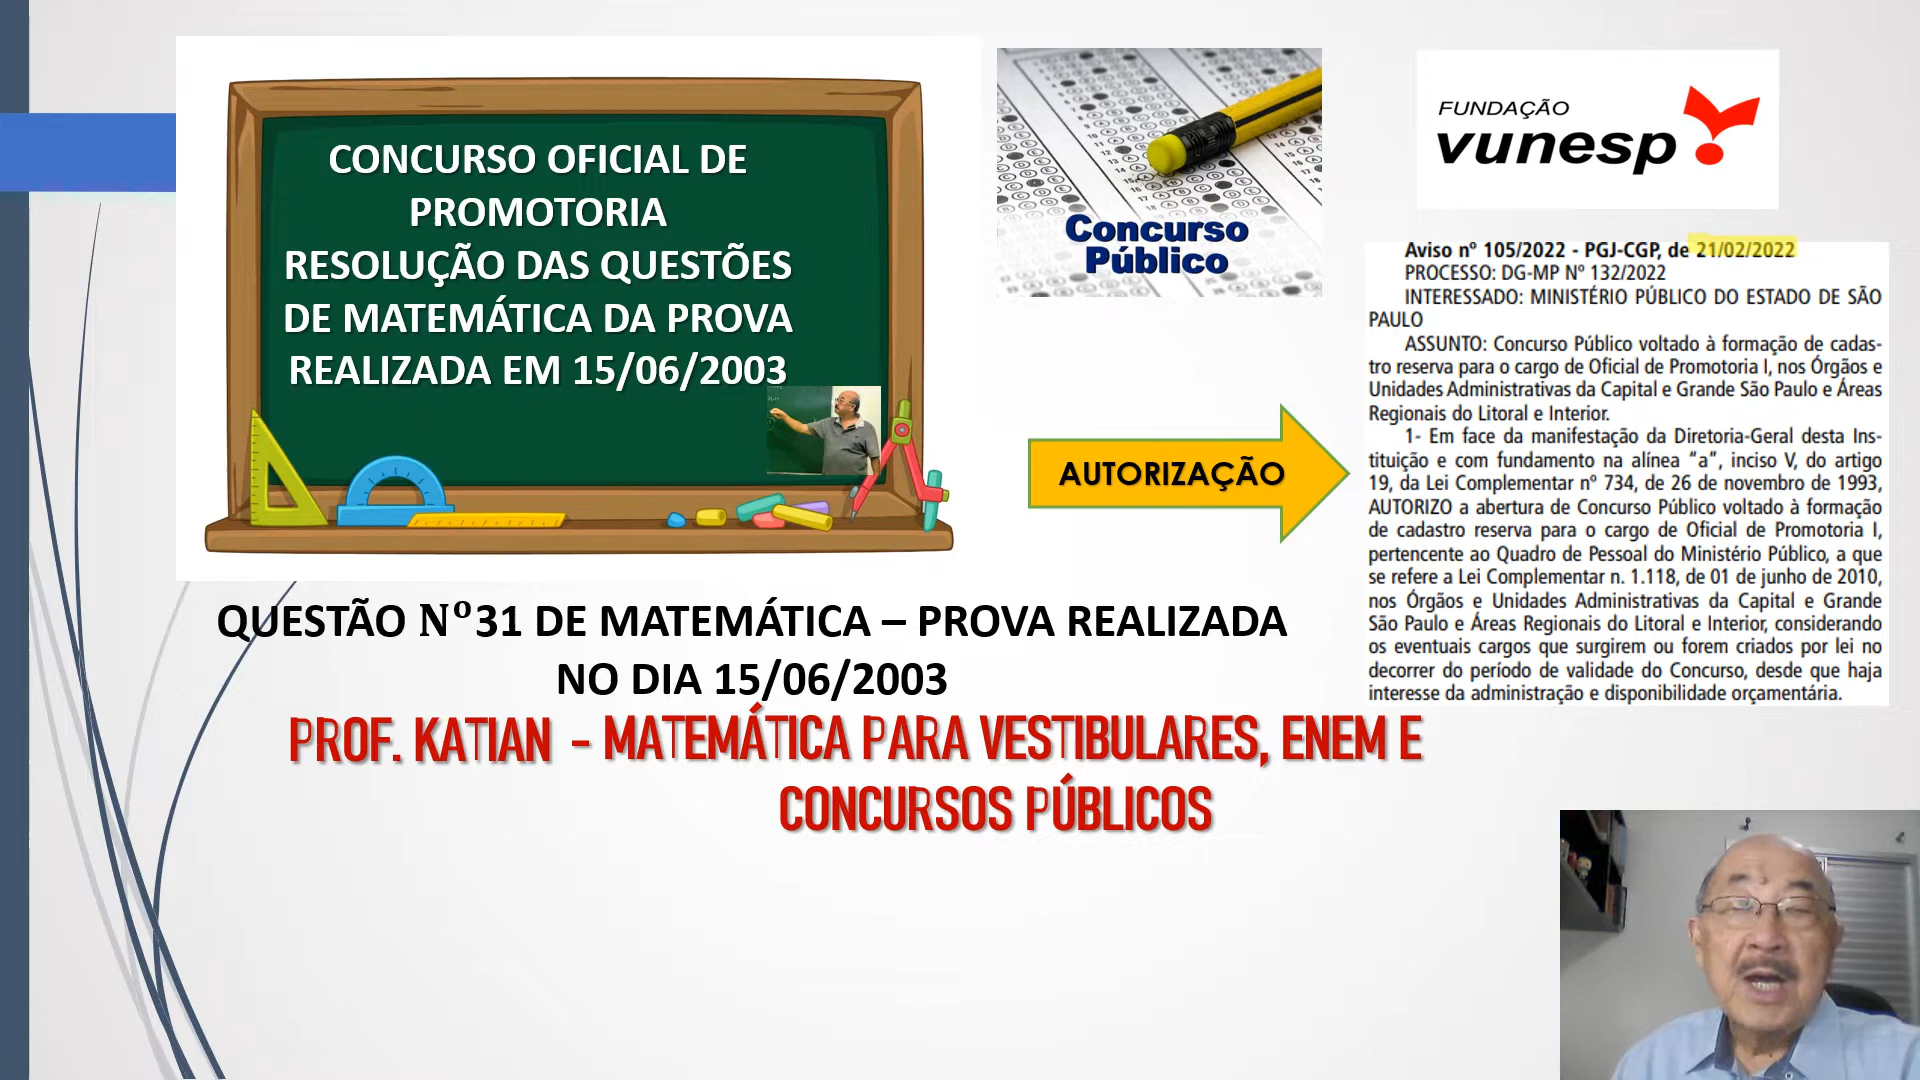 CONCURSO OFICIAL DE
PROMOTORIA
RESOLUÇÃO DAS QUESTÕES
DE MATEMÁTICA DA PROVA
REALIZADA EM 15/06/2003
Concurso
Público
FUNDAÇÃO
vunesp
Aviso nº 105/2022 - PGJ-CGP, de 21/02/2022
PROCESSO: DG-MP Nº 132/2022
INTERESSADO: MINISTÉRIO PÚBLICO DO ESTADO DE SÃO
PAULO
ASSUNTO: Concurso Público voltado à formação de cadas-
tro reserva para o cargo de Oficial de Promotoria I, nos Órgãos e
Unidades Administrativas da Capital e Grande São Paulo e Áreas
Regionais do Litoral e Interior.
1- Em face da manifestação da Diretoria-Geral desta Ins-
tituição e com fundamento na alínea “a”, inciso V, do artigo
19, da Lei Complementar nº 734, de 26 de novembro de 1993,
AUTORIZO a abertura de Concurso Público voltado à formação
de cadastro reserva para o cargo de Oficial de Promotoria I,
pertencente ao Quadro de Pessoal do Ministério Público, a que
se refere a Lei Complementar n. 1.118, de 01 de junho de 2010,
nos Órgãos e Unidades Administrativas da Capital e Grande
São Paulo e Áreas Regionais do Litoral e Interior, considerando
os eventuais cargos que surgirem ou forem criados por lei no
decorrer do período de validade do Concurso, desde que haja
interesse da administração e disponibilidade orçamentária.
AUTORIZAÇÃO
QUESTÃO Nº31 DE MATEMÁTICA – PROVA REALIZADA
NO DIA 15/06/2003
PROF. KATIAN - MATEMÁTICA PARA VESTIBULARES, ENEM E
CONCURSOS PÚBLICOS